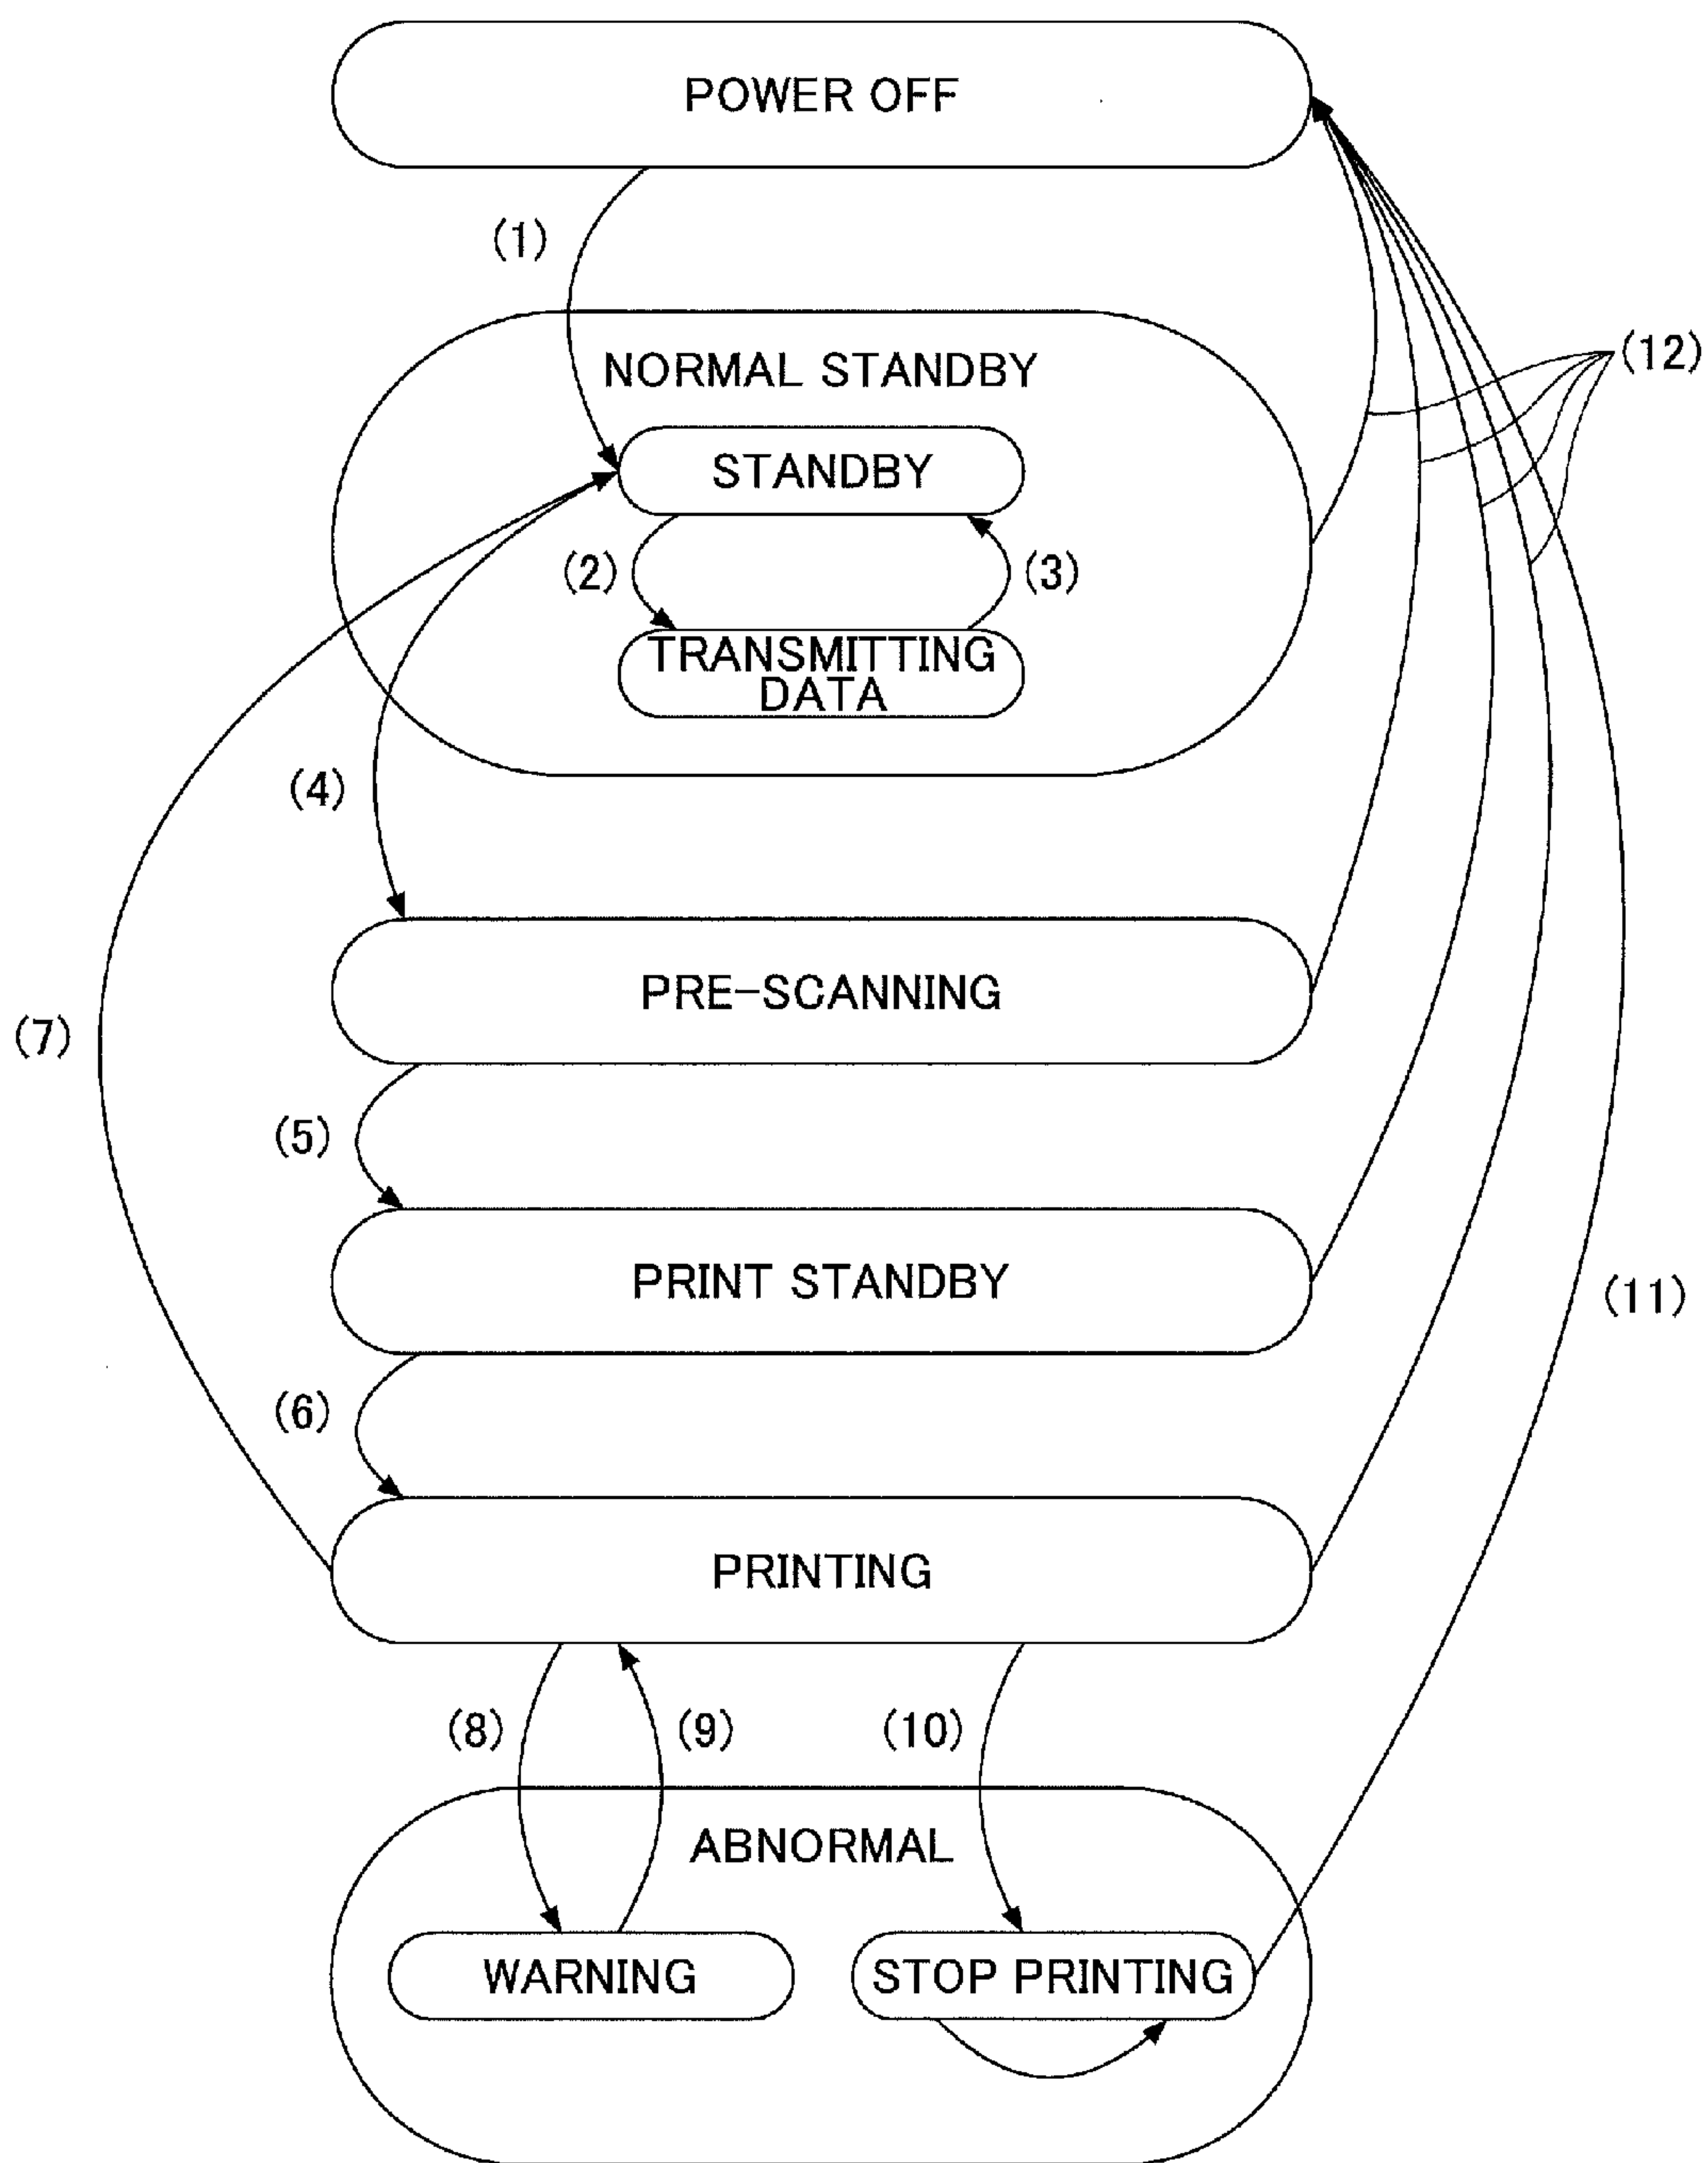 POWER OFF
(1)
NORMAL STANDBY
(12)
STANDBY
(2)
(3)
TRANSMITTING
DATA
(4)
PRE-SCANNING
(7)
(5)
PRINT STANDBY
(11)
(6)
PRINTING
(8)
(9)
(10)
ABNORMAL
WARNING
STOP PRINTING